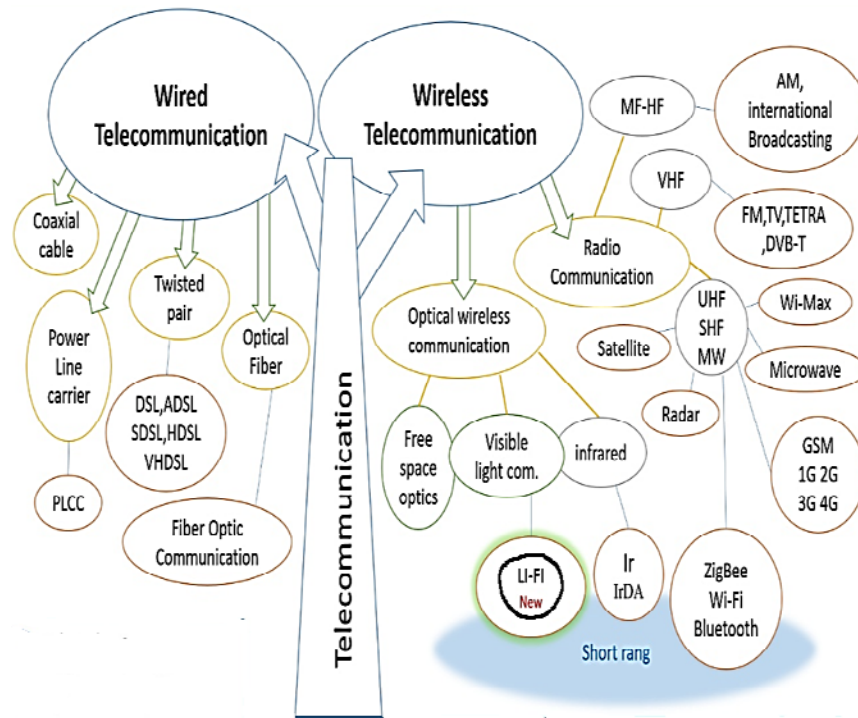 Wired
Telecommunication
Wireless
Telecommunication
MF-HF
AM,
international
Broadcasting
VHF
FM,TV,TETRA
,DVB-T
Coaxial
cable
Radio
Communication
Twisted
pair
UHF
SHF
MW
Wi-Max
Optical wireless
communication
Power
Line
carrier
Optical
Fiber
Satellite
Microwave
Radar
DSL,ADSL
SDSL,HDSL
VHDSL
Free
space
optics
Visible
light com.
infrared
GSM
1G 2G
3G 4G
PLCC
Fiber Optic
Communication
Telecommunication
LI-FI
New
Ir
IrDA
ZigBee
Wi-Fi
Bluetooth
Short rang